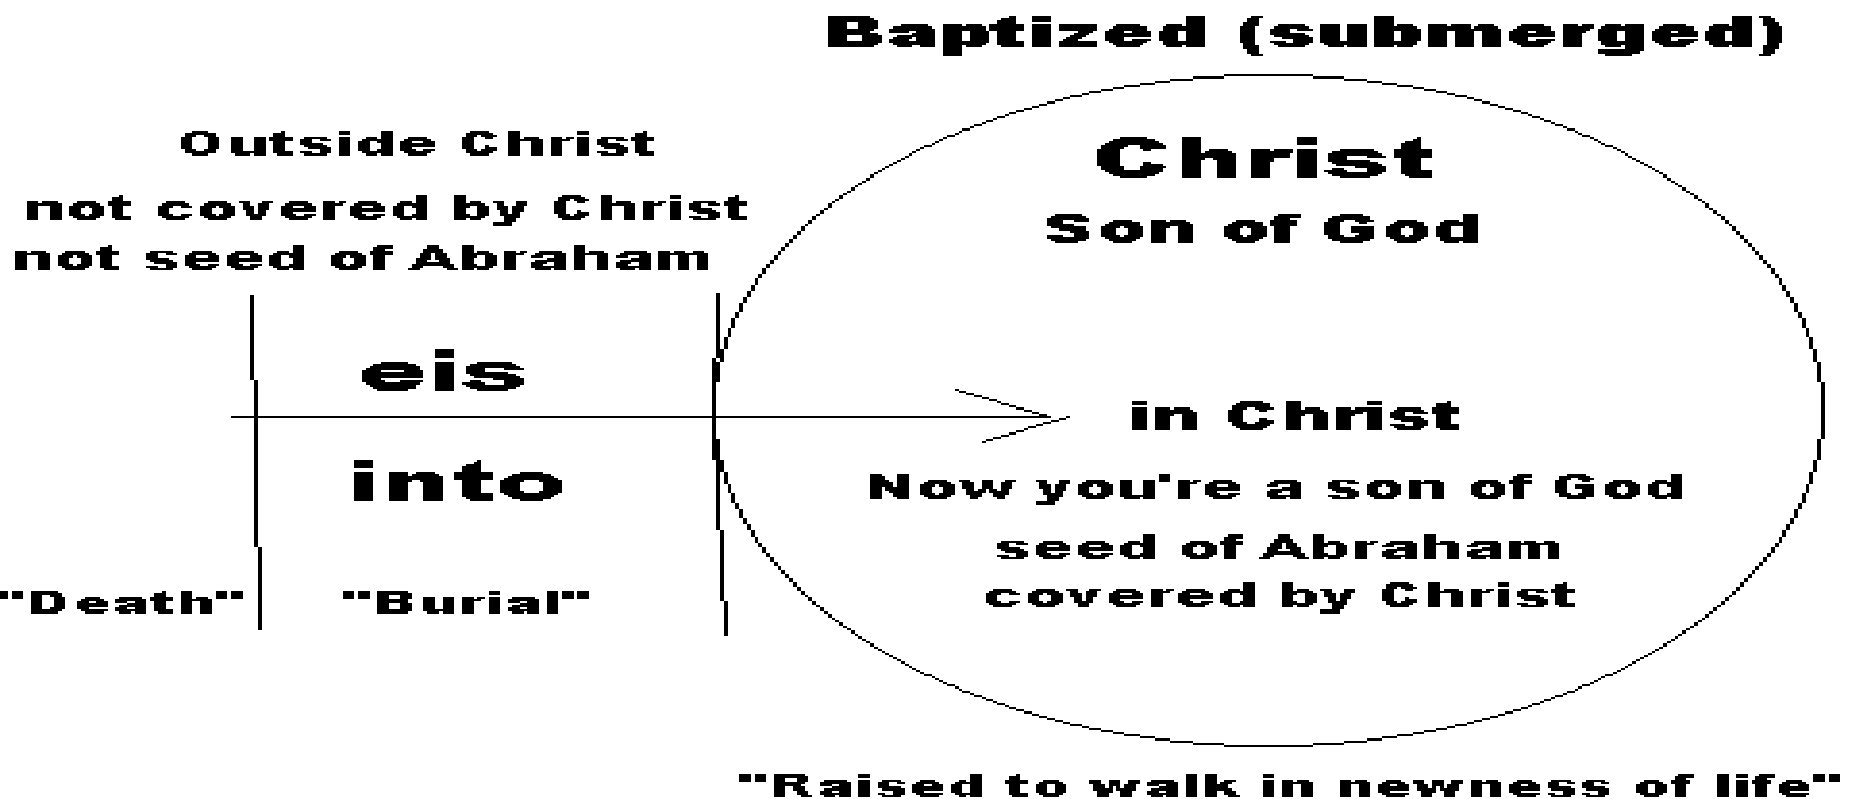 Baptized (submerged)
Outside Christ
not covered by Christ
not seed of Abraham
Christ
Son of God
eis
into
in Christ
Now you're a son of God
seed of Abraham
covered by Christ
"Death"
"Burial"
"Raised to walk in newness of life"